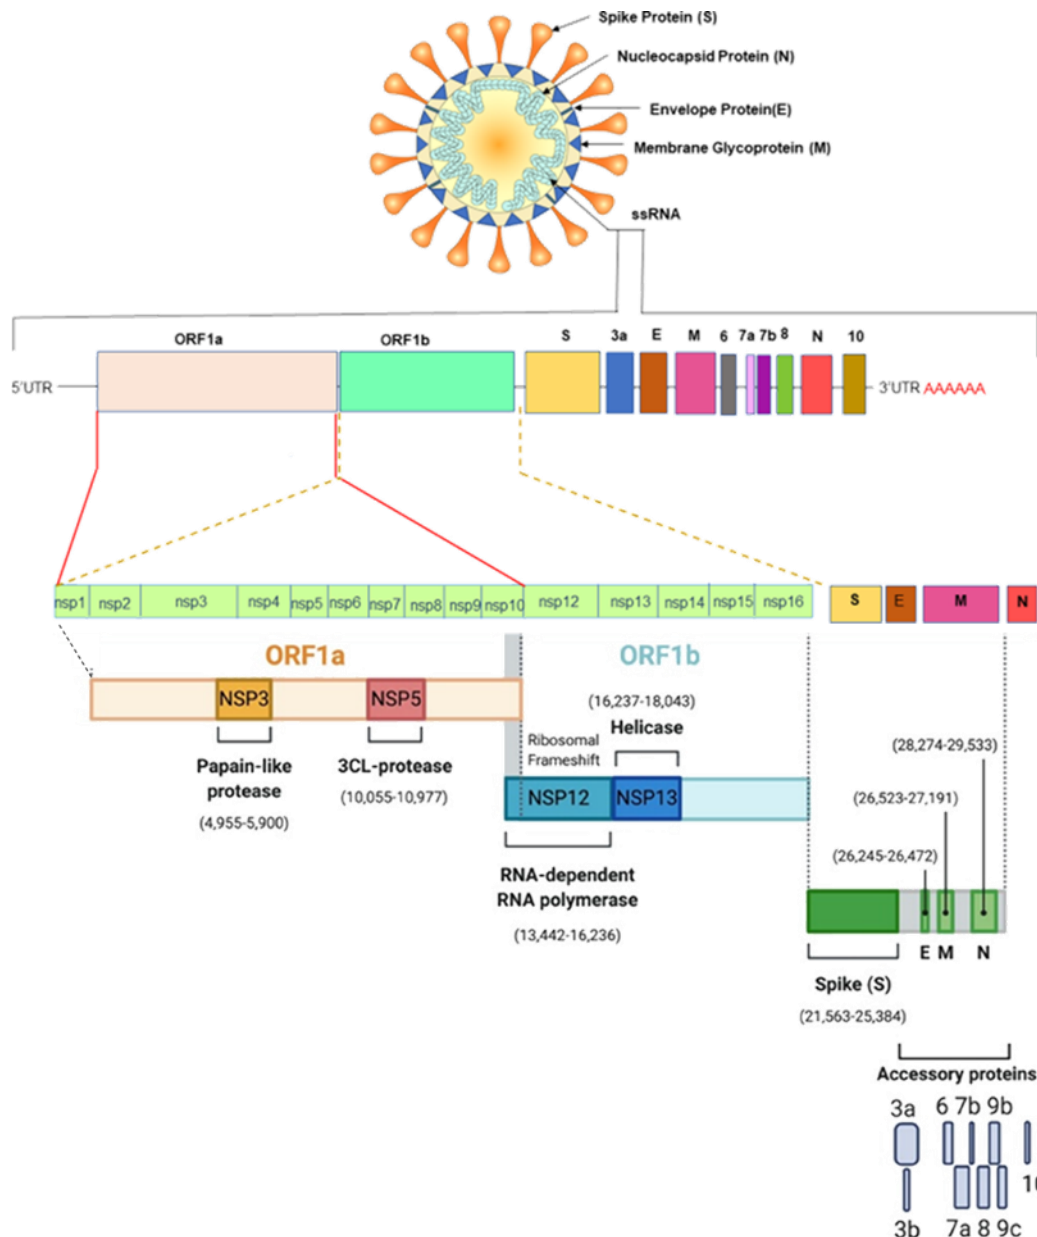 Spike Protein (S)
Nucleocapsid Protein (N)
Envelope Protein(E)
Membrane Glycoprotein (M)
ssRNA
ORF1a
ORF1b
S
3a
E
M
6
7a
7b
8
N
10
5'UTR
3'UTR
AAAAAA
nsp1
nsp2
nsp3
nsp4
nsp5
nsp6
nsp7
nsp8
nsp9
nsp10
nsp12
nsp13
nsp14
nsp15
nsp16
S
E
M
N
ORF1a
ORF1b
NSP3
NSP5
(16,237-18,043)
Helicase
Papain-like
protease
(4,955-5,900)
3CL-protease
(10,055-10,977)
Ribosomal
Frameshift
NSP12
NSP13
RNA-dependent
RNA polymerase
(13,442-16,236)
(28,274-29,533)
(26,523-27,191)
(26,245-26,472)
E M N
Spike (S)
(21,563-25,384)
Accessory proteins
3a
6 7b 9b
3b
7a 8 9c